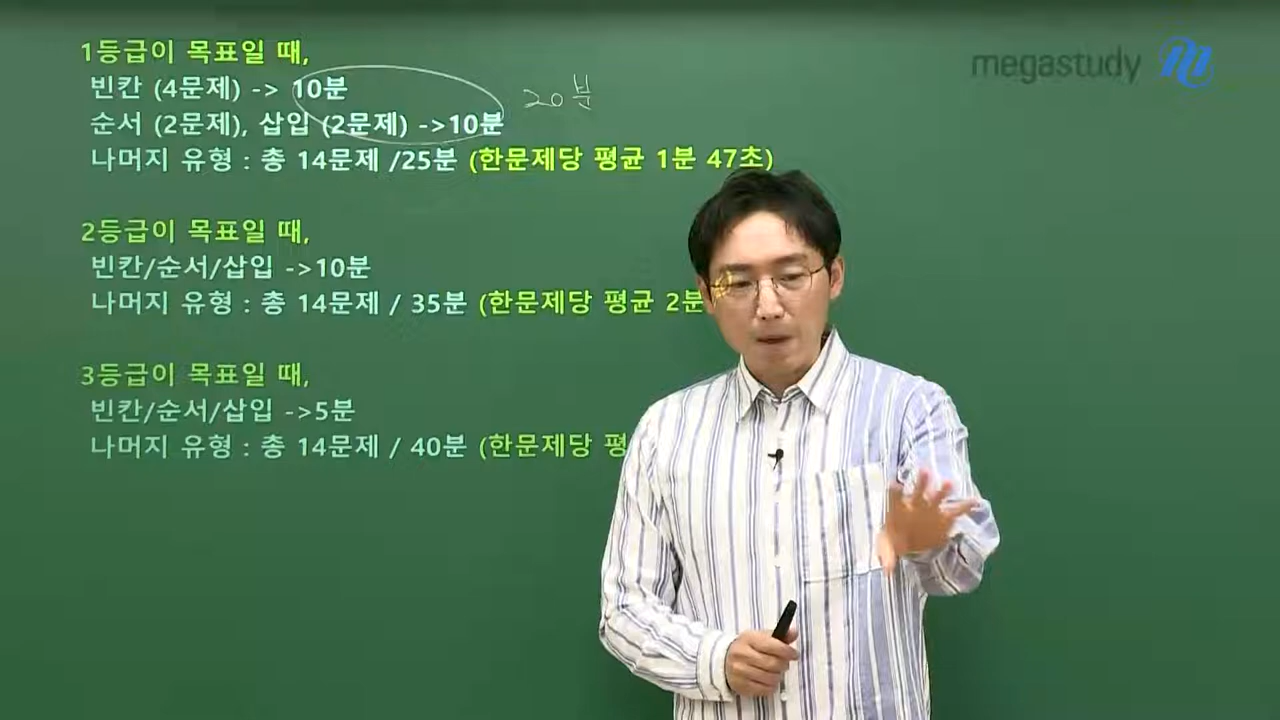 1등급이 목표일 때,
megastudy
빈칸 (4문제) -> 10분
20분
순서 (2문제), 삽입 (2문제) ->10분
나머지 유형 : 총 14문제 /25분 (한문제당 평균 1분 47초)
2등급이 목표일 때,
빈칸/순서/삽입 ->10분
나머지 유형 : 총 14문제 / 35분 (한문제당 평균 2분
3등급이 목표일 때,
빈칸/순서/삽입 ->5분
나머지 유형 : 총 14문제 / 40분 (한문제당 평